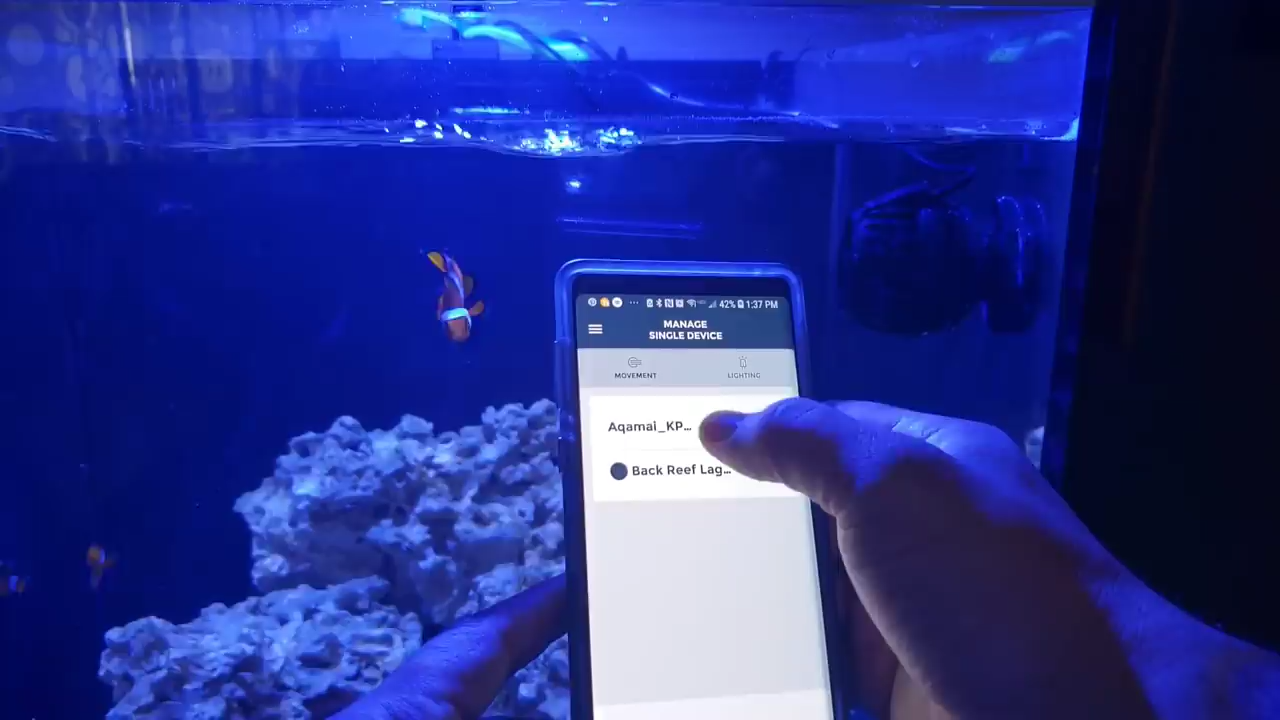 42% 1:37 PM
MANAGE
SINGLE DEVICE
MOVEMENT LIGHTING
Aqamai_KP...
Back Reef Lag...